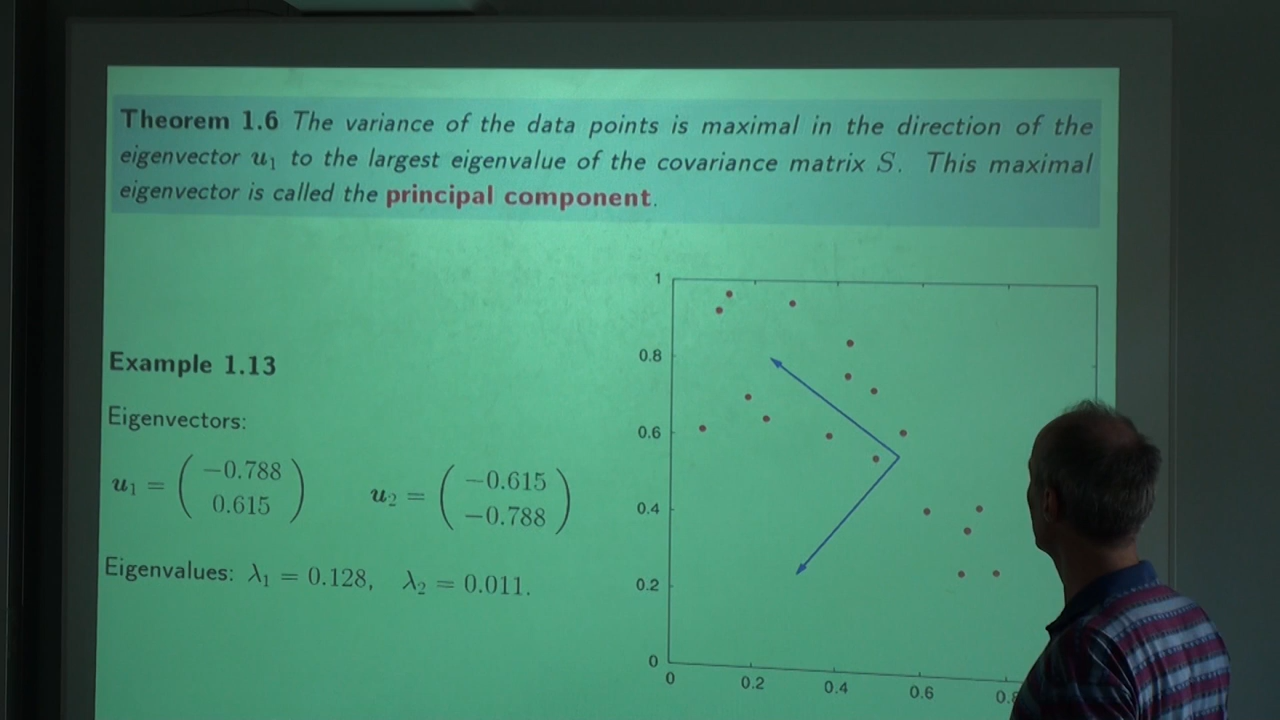 Theorem 1.6 The variance of the data points is maximal in the direction of the
eigenvector u₁ to the largest eigenvalue of the covariance matrix S. This maximal
eigenvector is called the principal component.
Example 1.13
Eigenvectors:
u₁ = ( −0.788 0.615 ) u₂ = ( −0.615 −0.788 )
Eigenvalues: λ₁ = 0.128, λ₂ = 0.011.
1
0.8
0.6
0.4
0.2
0
0 0.2 0.4 0.6